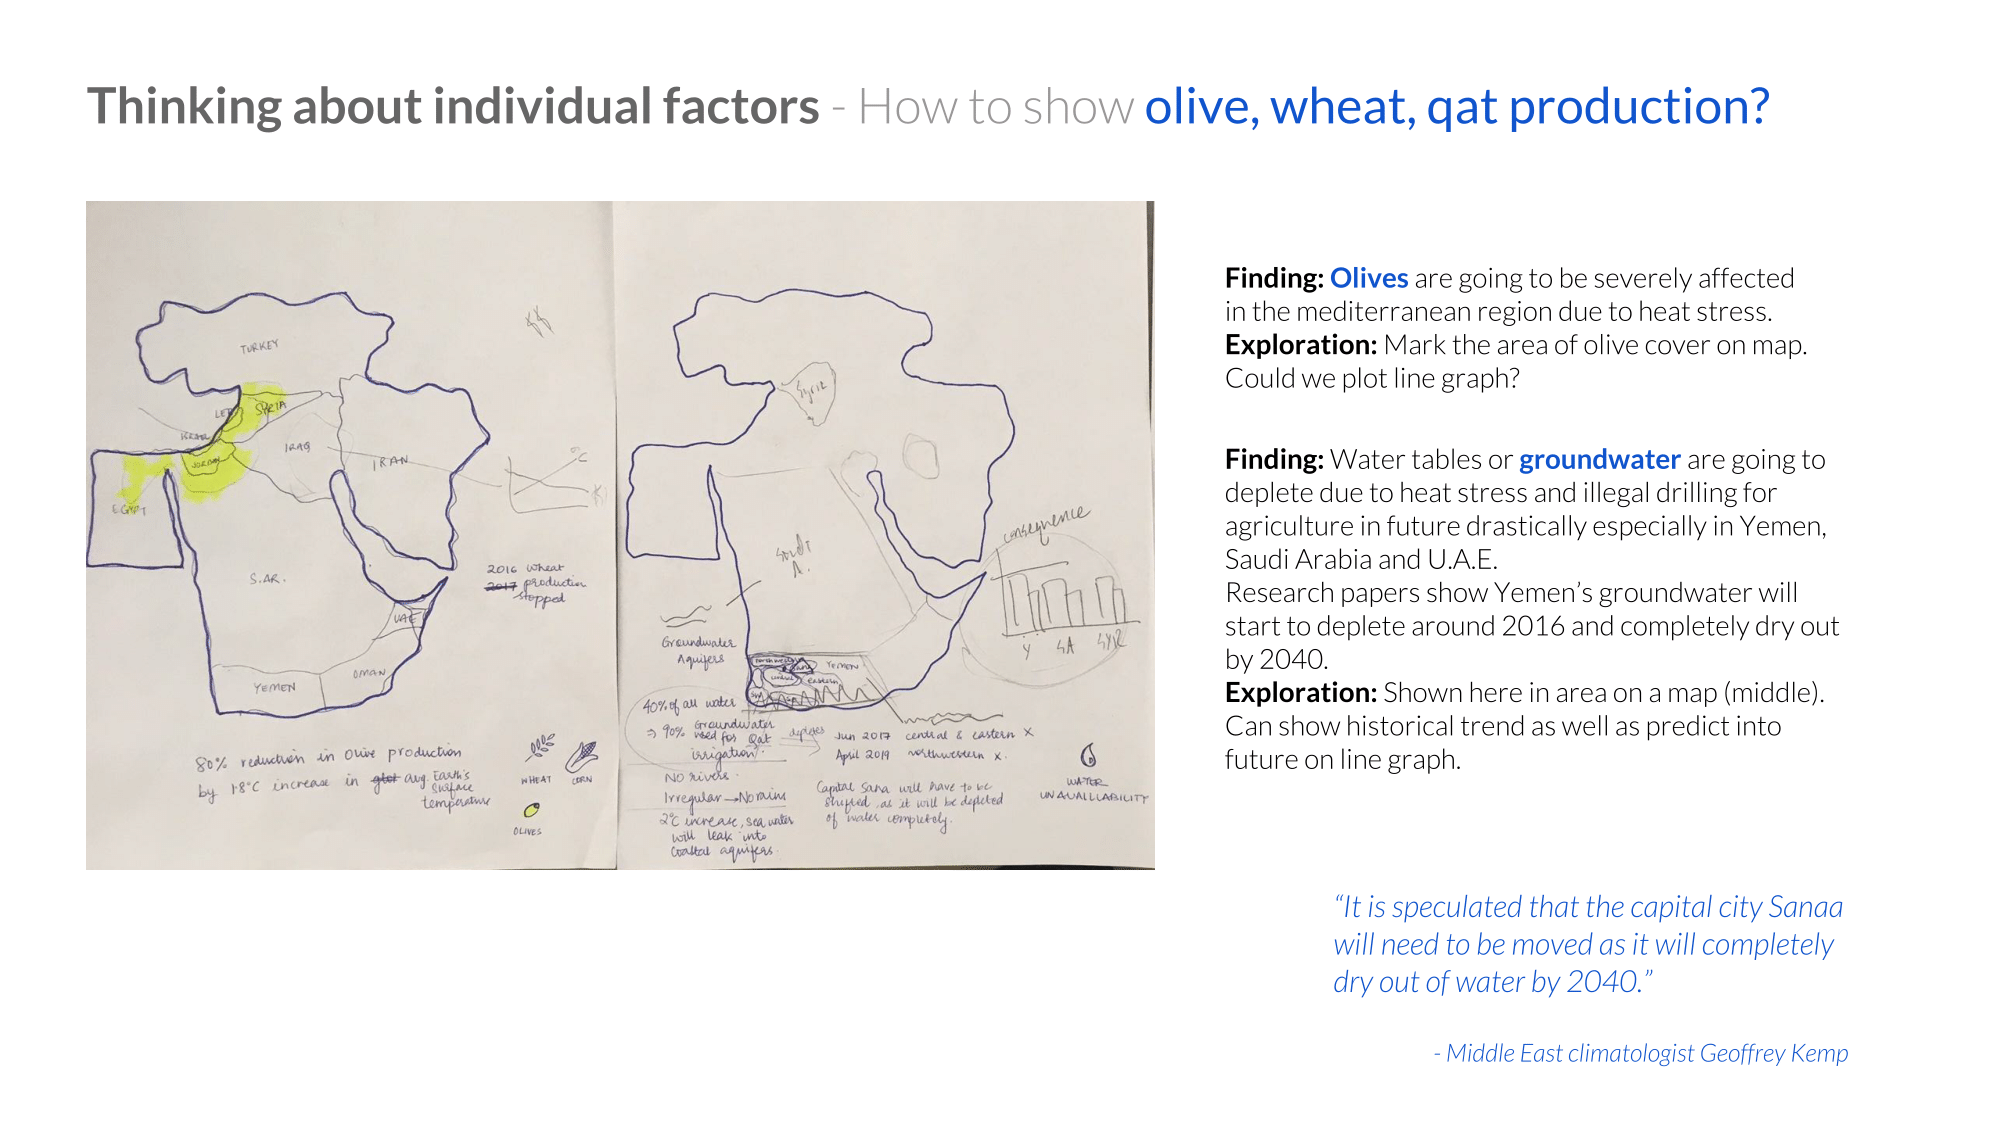 Thinking about individual factors - How to show olive, wheat, qat production?
TURKEY
LEB
SYRIA
ISRAEL
JORDAN
IRAQ
IRAN
EGYPT
°C
S.AR.
2016 wheat
2017 production
stopped
UAE
OMAN
YEMEN
80% reduction in olive production
by 1.8°C increase in avg. Earth's
surface
temperature
WHEAT
CORN
OLIVES
Syria
Saudi
A.
consequence
Y SA SYR
Groundwater
Aquifers
northwestern
YEMEN
central
eastern
40% of all water
⇒ 90% Groundwater
used for Qat
irrigation?
depletes
Jun 2017 central & eastern x
April 2019 northwestern x.
NO rivers.
Irregular → No rains
2°C increase, sea water
will leak into
coastal aquifers.
Capital Sana will have to be
shifted as it will be depleted
of water completely.
WATER
UNAVAILLABILITY
Finding: Olives are going to be severely affected
in the mediterranean region due to heat stress.
Exploration: Mark the area of olive cover on map.
Could we plot line graph?
Finding: Water tables or groundwater are going to
deplete due to heat stress and illegal drilling for
agriculture in future drastically especially in Yemen,
Saudi Arabia and U.A.E.
Research papers show Yemen's groundwater will
start to deplete around 2016 and completely dry out
by 2040.
Exploration: Shown here in area on a map (middle).
Can show historical trend as well as predict into
future on line graph.
“It is speculated that the capital city Sanaa
will need to be moved as it will completely
dry out of water by 2040.”
- Middle East climatologist Geoffrey Kemp